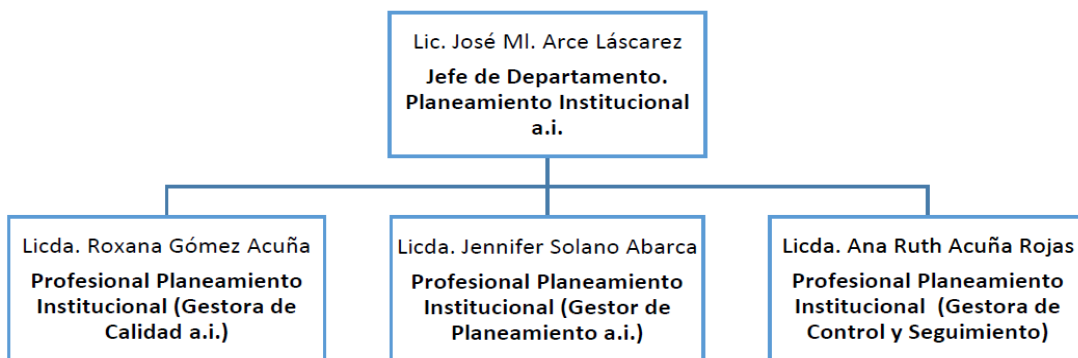 Lic. José Ml. Arce Láscarez
Jefe de Departamento.
Planeamiento Institucional
a.i.
Licda. Roxana Gómez Acuña
Profesional Planeamiento
Institucional (Gestora de
Calidad a.i.)
Licda. Jennifer Solano Abarca
Profesional Planeamiento
Institucional (Gestor de
Planeamiento a.i.)
Licda. Ana Ruth Acuña Rojas
Profesional Planeamiento
Institucional (Gestora de
Control y Seguimiento)